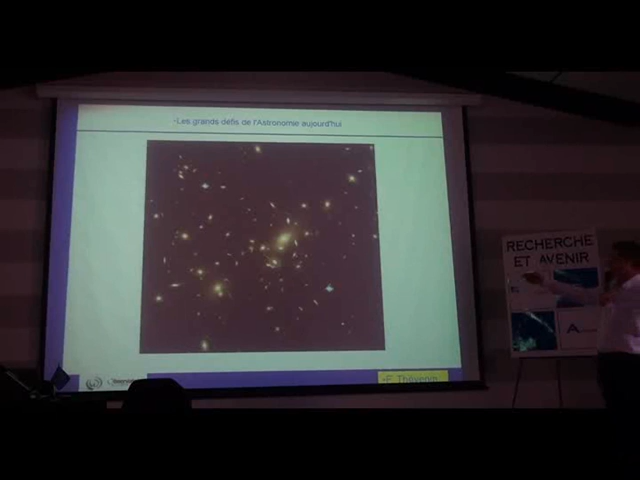 -Les grands défis de l'Astronomie aujourd'hui
RECHERCHE
ET AVENIR
A
-F. Thévenin